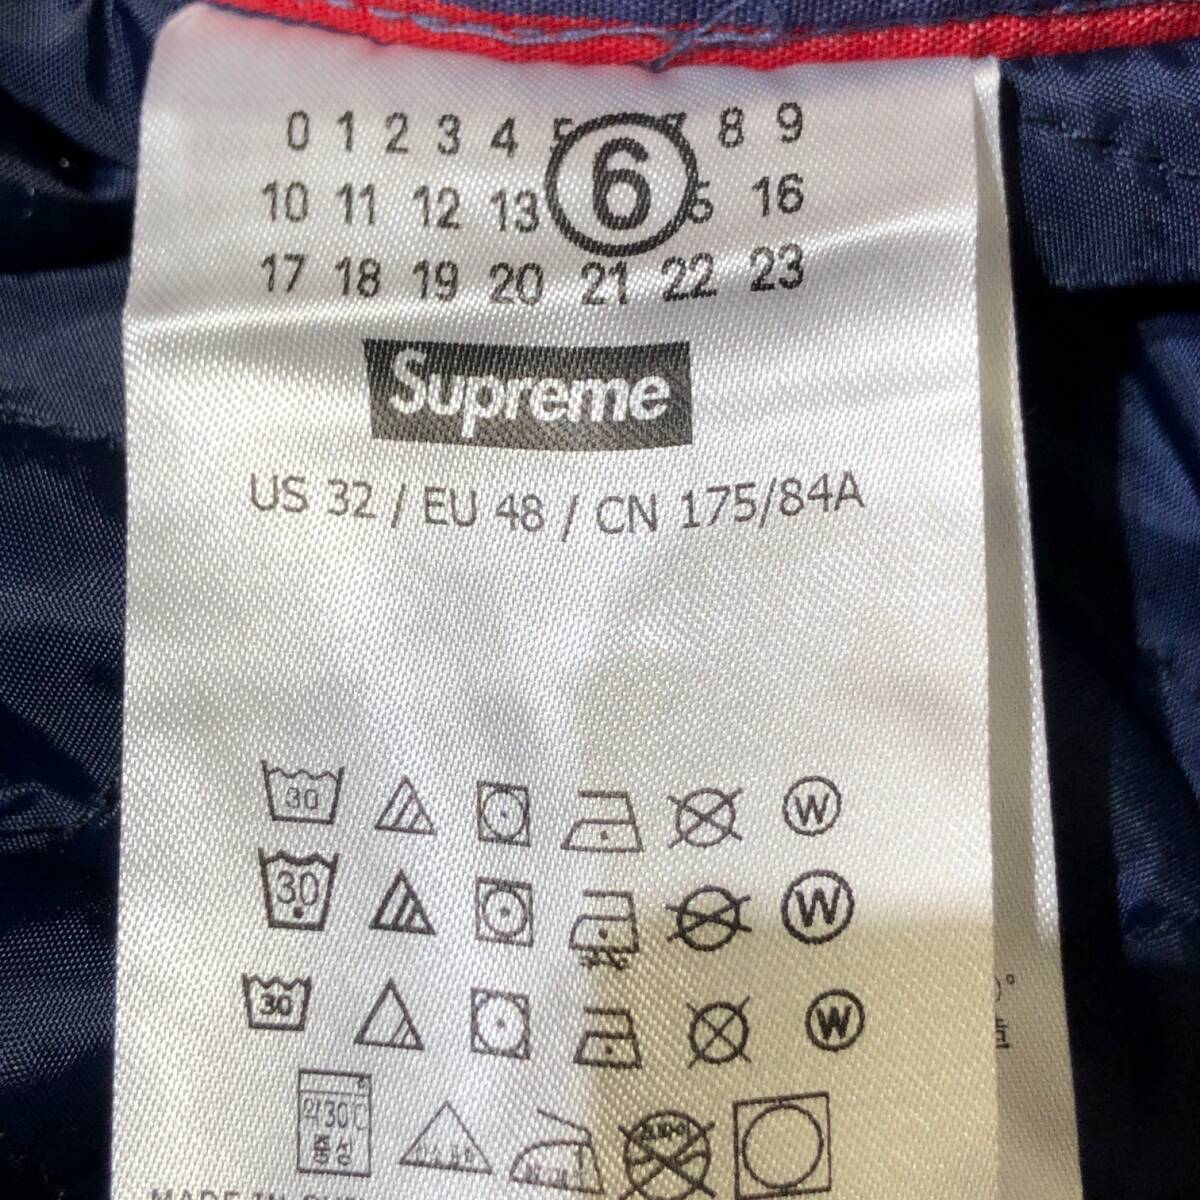 0 1 2 3 4 5 7 8 9
6
10 11 12 13 16
17 18 19 20 21 22 23
Supreme
US 32 / EU 48 / CN 175/84A
30 W
30 W
30 W
약30℃
중성
MADE IN